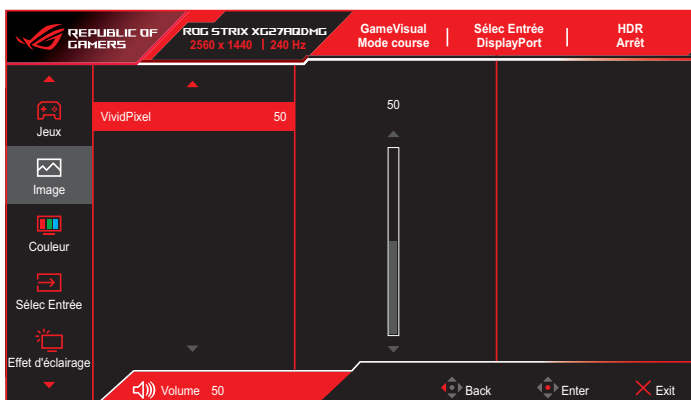 REPUBLIC OF
GAMERS
ROG STRIX XG27AQDMG
2560 x 1440 | 240 Hz
GameVisual
Mode course
Sélec Entrée
DisplayPort
HDR
Arrêt
Jeux
Image
Couleur
Sélec Entrée
Effet d'éclairage
VividPixel 50
50
Volume 50
Back
Enter
Exit